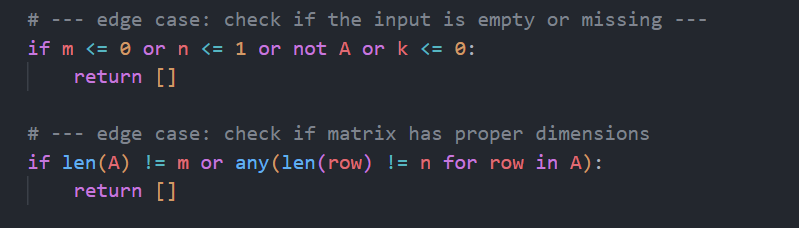 # --- edge case: check if the input is empty or missing ---
if m <= 0 or n <= 1 or not A or k <= 0:
    return []

# --- edge case: check if matrix has proper dimensions
if len(A) != m or any(len(row) != n for row in A):
    return []